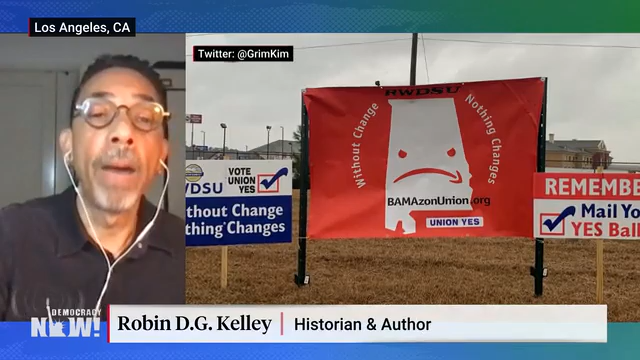 Los Angeles, CA
Twitter: @GrimKim
RWDSU
Without Change
Nothing Changes
BAMAzonUnion.org
UNION YES
WDSU
VOTE
UNION
YES
thout Change
thing Changes
REMEMBE
Mail Yo
YES Ball
DEMOCRACY
NOW!
Robin D.G. Kelley | Historian & Author